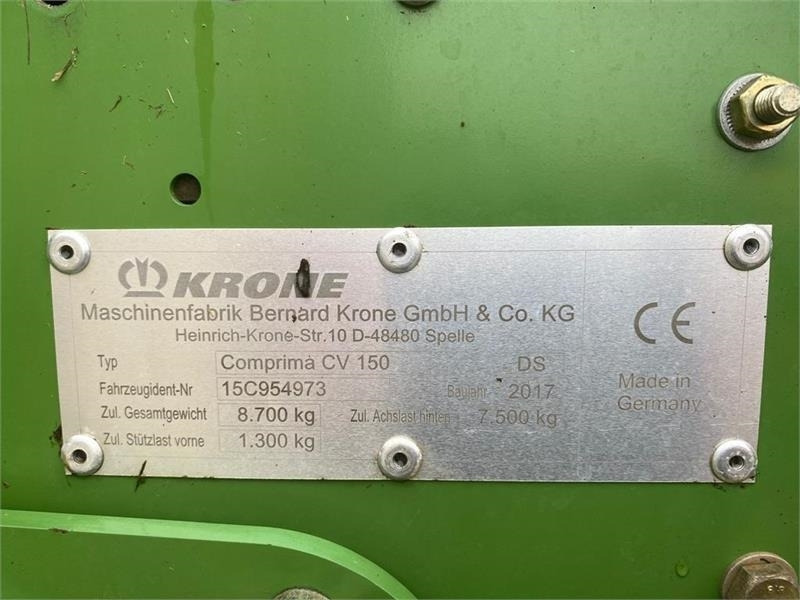 KRONE
Maschinenfabrik Bernard Krone GmbH & Co. KG
Heinrich-Krone-Str.10 D-48480 Spelle
Typ Comprima CV 150 DS
Fahrzeugident-Nr 15C954973 Baujahr 2017
Zul. Gesamtgewicht 8.700 kg Zul. Achslast hinten 7.500 kg
Zul. Stützlast vorne 1.300 kg
CE
Made in
Germany